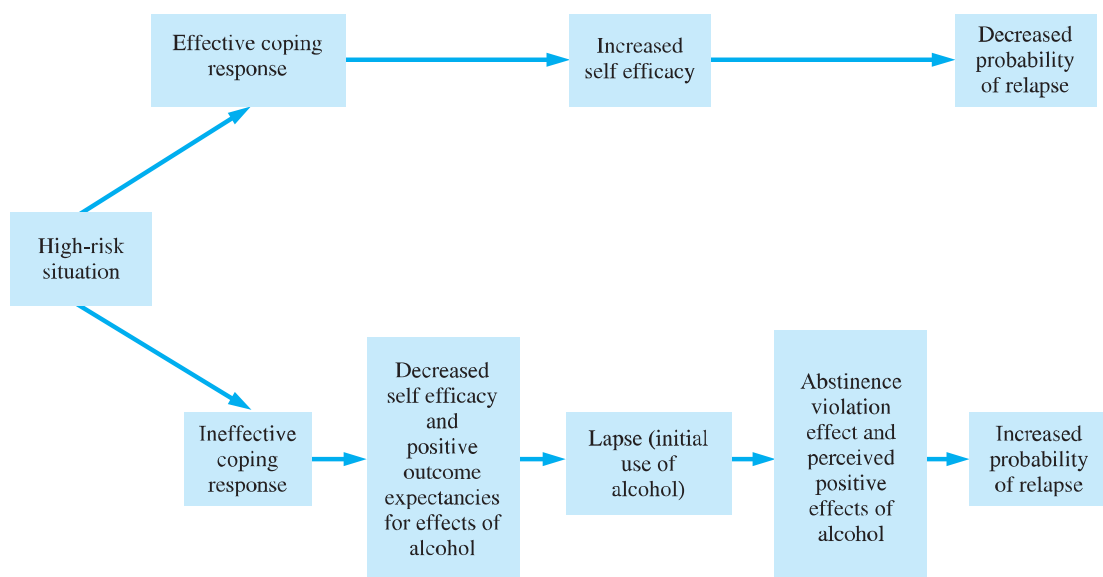 Effective coping
response
Increased
self efficacy
Decreased
probability
of relapse
High-risk
situation
Ineffective
coping
response
Decreased
self efficacy
and
positive
outcome
expectancies
for effects of
alcohol
Lapse (initial
use of
alcohol)
Abstinence
violation
effect and
perceived
positive
effects of
alcohol
Increased
probability
of relapse